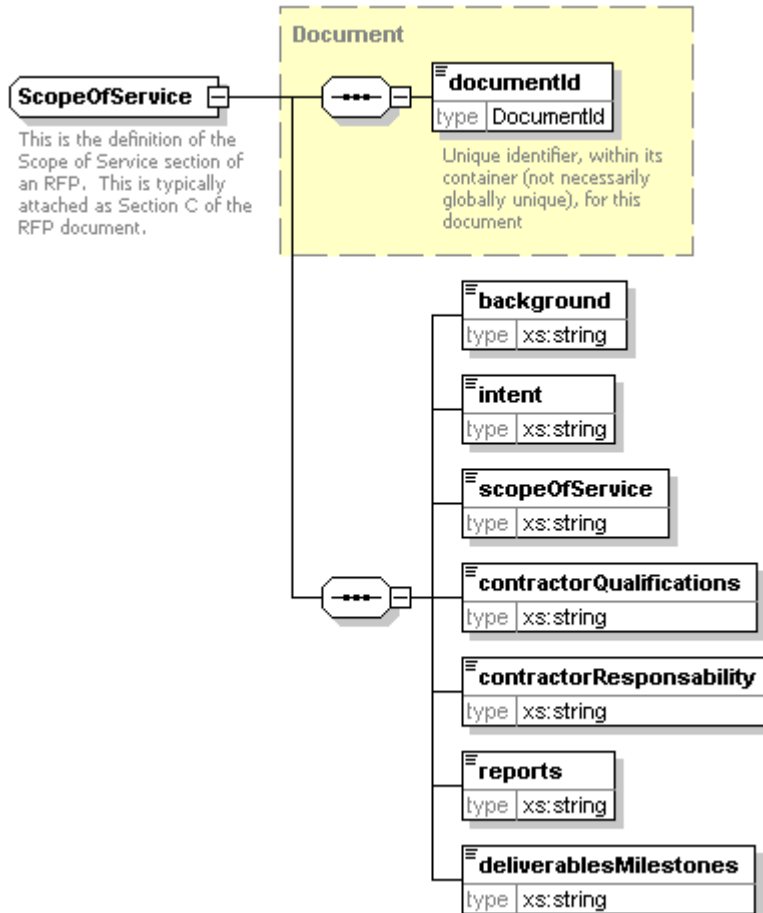 Document
ScopeOfService
This is the definition of the
Scope of Service section of
an RFP. This is typically
attached as Section C of the
RFP document.
documentId
type DocumentId
Unique identifier, within its
container (not necessarily
globally unique), for this
document
background
type xs:string
intent
type xs:string
scopeOfService
type xs:string
contractorQualifications
type xs:string
contractorResponsability
type xs:string
reports
type xs:string
deliverablesMilestones
type xs:string